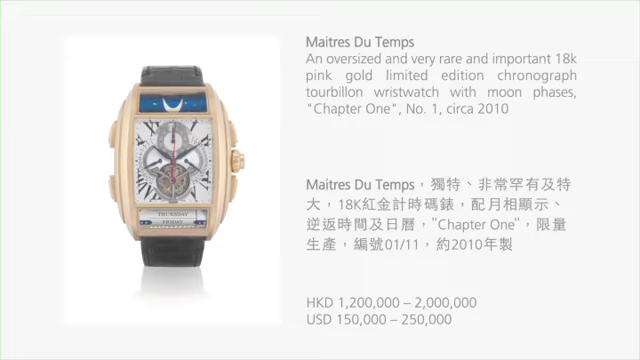 Maitres Du Temps
An oversized and very rare and important 18k
pink gold limited edition chronograph
tourbillon wristwatch with moon phases,
"Chapter One", No. 1, circa 2010
Maitres Du Temps，獨特、非常罕有及特
大，18K紅金計時碼錶，配月相顯示、
逆返時間及日曆，"Chapter One"，限量
生產，編號01/11，約2010年製
HKD 1,200,000 – 2,000,000
USD 150,000 – 250,000
THURSDAY
FRIDAY